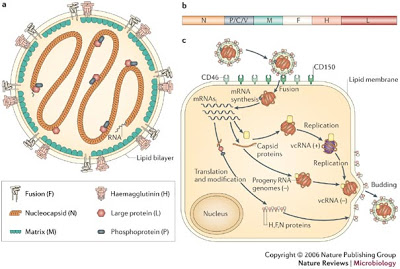 a
RNA
Lipid bilayer
Fusion (F)
Haemagglutinin (H)
Nucleocapsid (N)
Large protein (L)
Matrix (M)
Phosphoprotein (P)
b
N P/C/V M F H L
c
CD46
CD150
Lipid membrane
Fusion
mRNA
synthesis
mRNAs
Capsid
proteins
Replication
vcRNA (+)
Replication
Translation
and modification
Progeny RNA
genomes (–)
vcRNA (–)
Budding
Nucleus
H,F,N proteins
Copyright © 2006 Nature Publishing Group
Nature Reviews | Microbiology